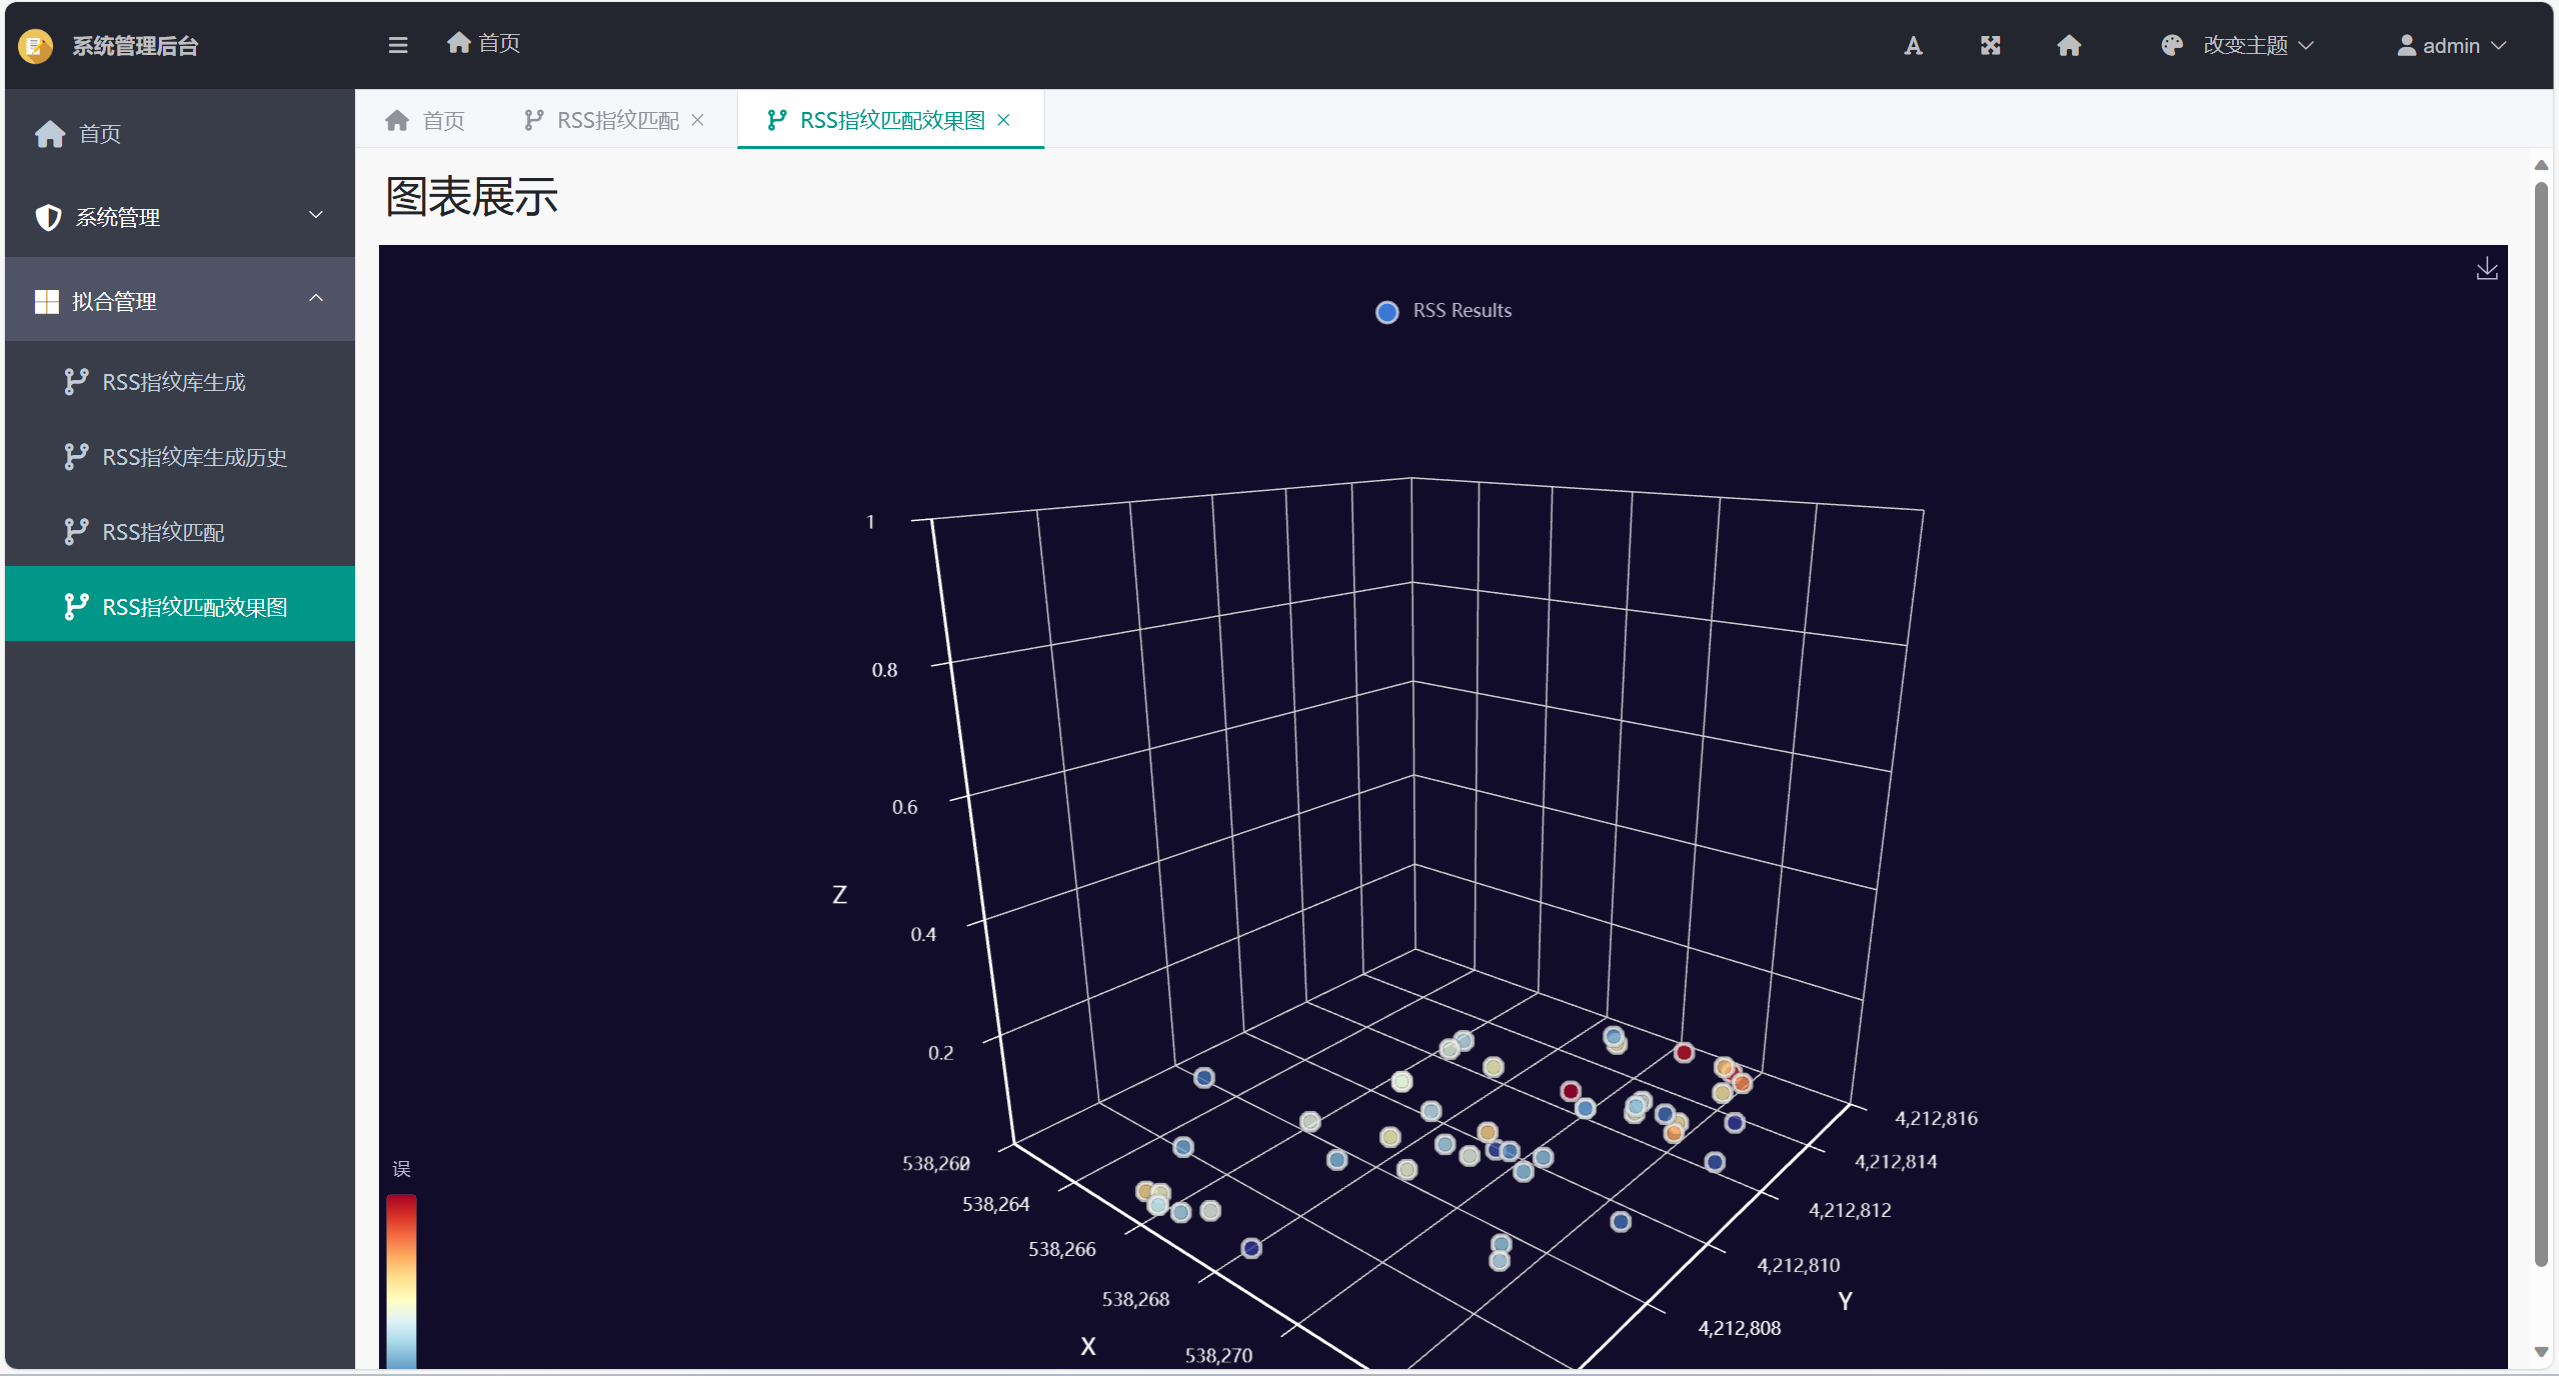 系统管理后台
首页
改变主题
admin
首页
系统管理
拟合管理
RSS指纹库生成
RSS指纹库生成历史
RSS指纹匹配
RSS指纹匹配效果图
首页
RSS指纹匹配
RSS指纹匹配效果图
图表展示
RSS Results
1
0.8
0.6
Z
0.4
0.2
误
538,260
538,264
538,266
538,268
538,270
X
4,212,816
4,212,814
4,212,812
4,212,810
4,212,808
Y